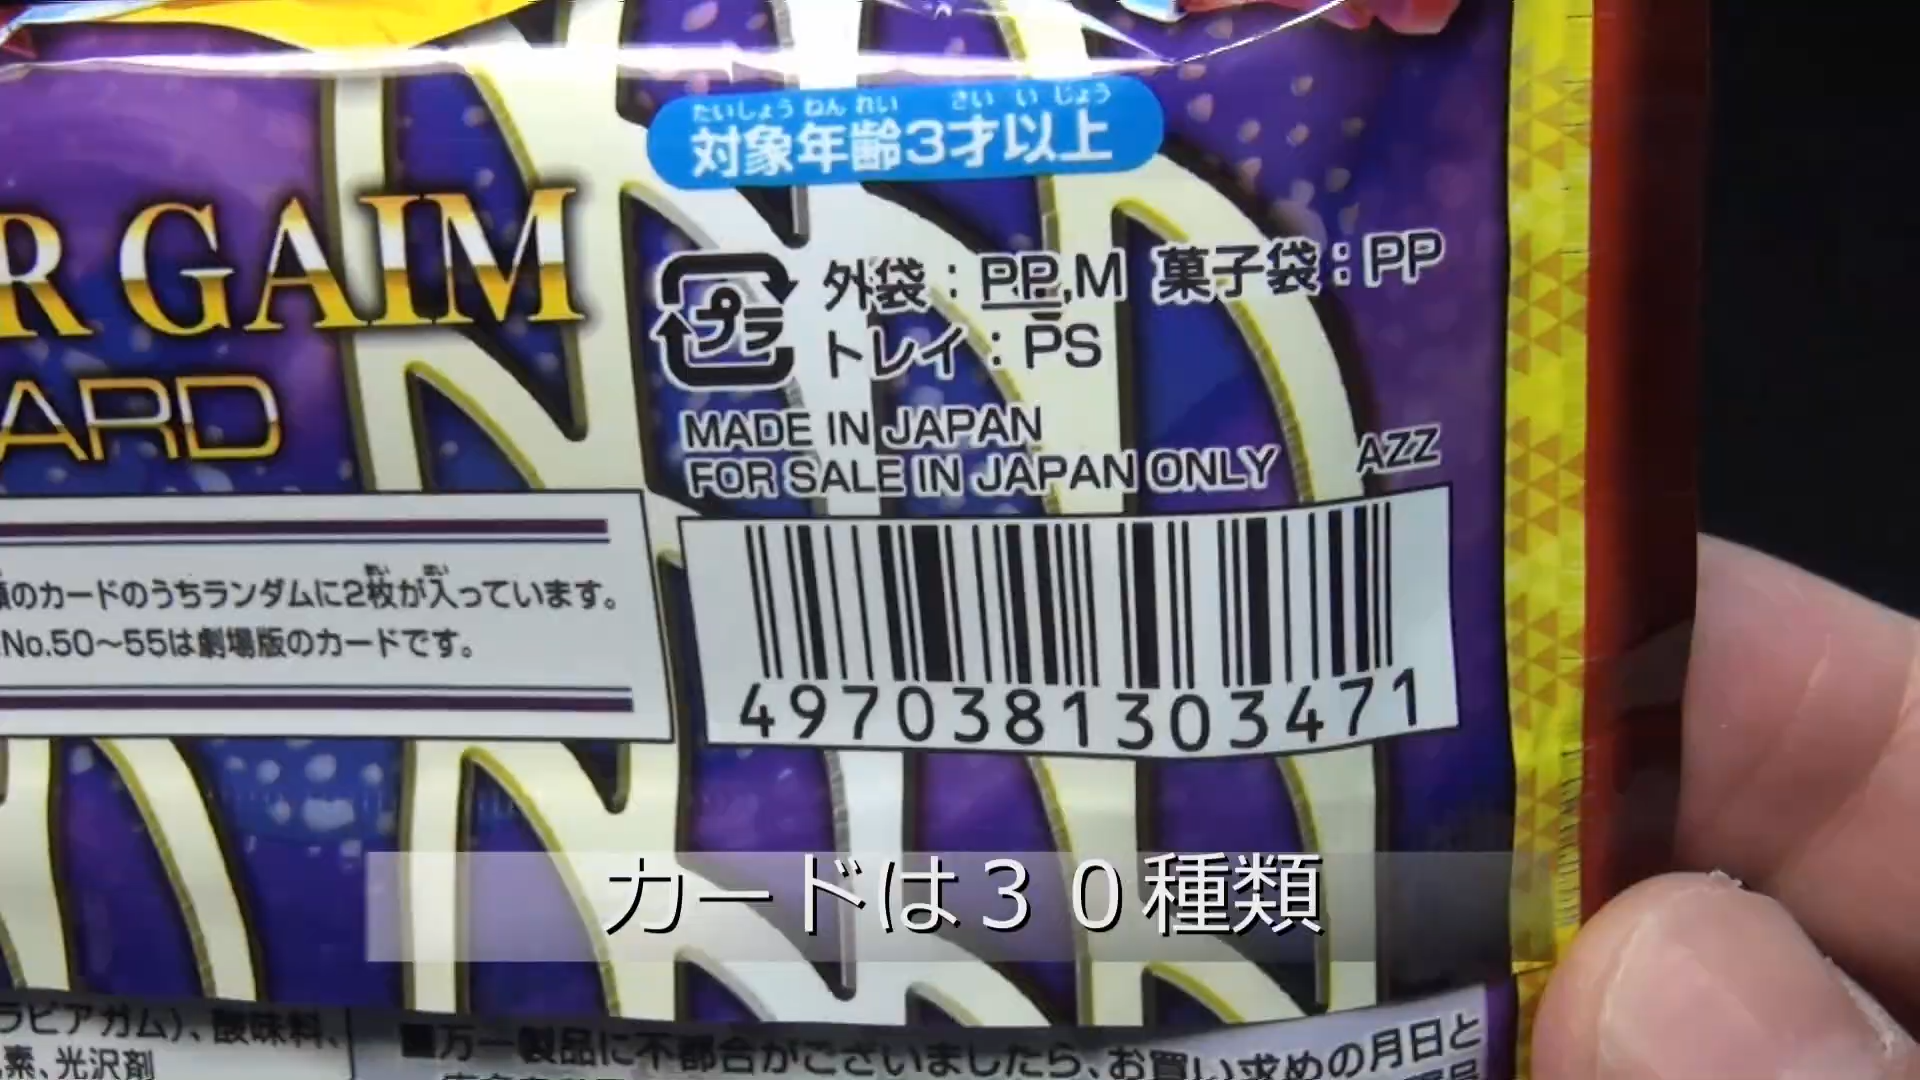 たいしょう ねん れい さい い じょう
対象年齢3才以上
R GAIM
ARD
外袋：PP,M 菓子袋：PP
プラ
トレイ：PS
MADE IN JAPAN
FOR SALE IN JAPAN ONLY AZZ
のカードのうちランダムに2枚が入っています。
No.50～55は劇場版のカードです。
4970381303471
カードは３０種類
ラビアガム)、酸味料、
素、光沢剤
■万一製品に不都合がございましたら、お買い求めの月日と